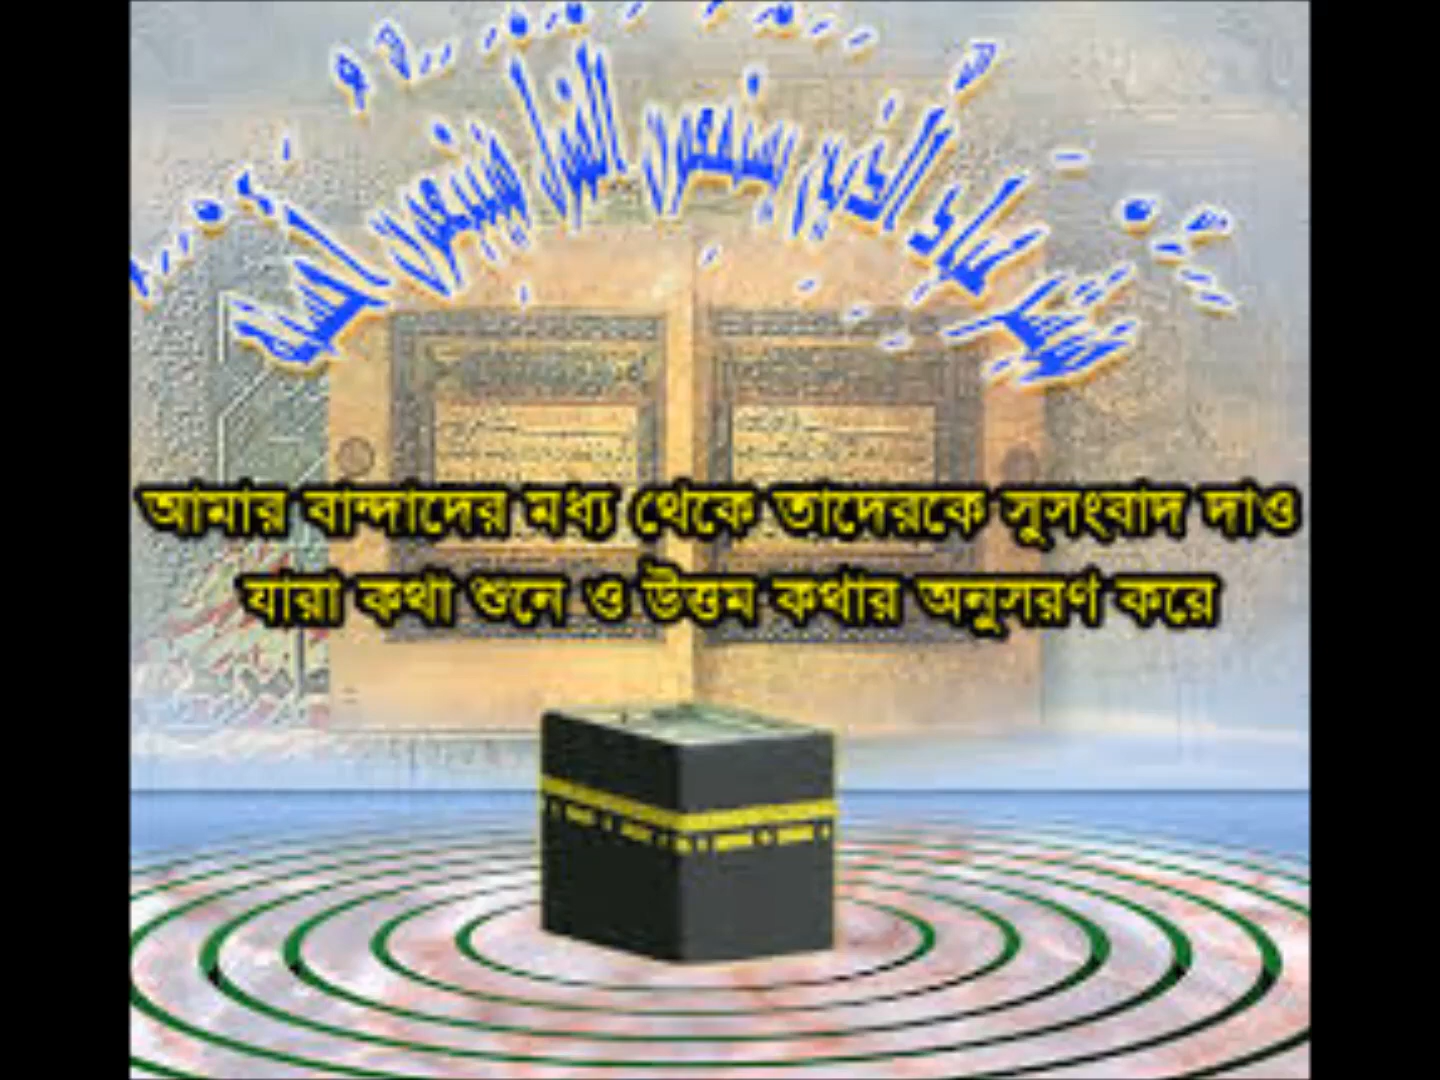 فبشر عباد الذين يستمعون القول فيتبعون أحسنه
আমার বান্দাদের মধ্য থেকে তাদেরকে সুসংবাদ দাও
যারা কথা শুনে ও উত্তম কথার অনুসরণ করে